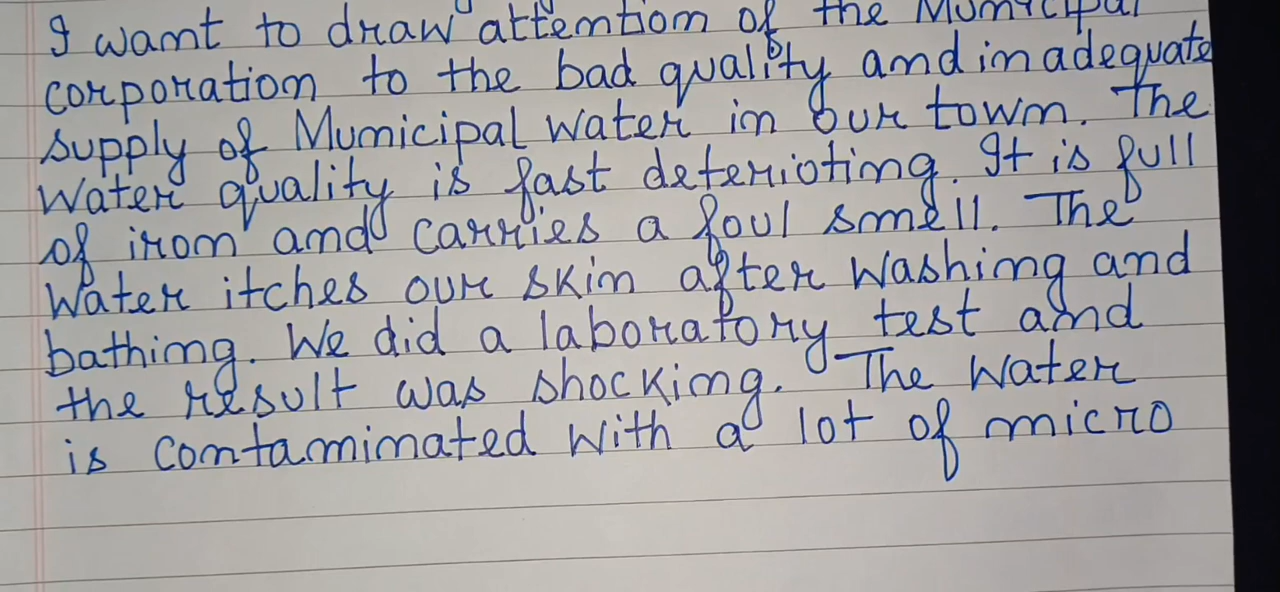 I want to draw attention of the Municipal
corporation to the bad quality and inadequate
supply of Municipal water in our town. The
water quality is fast deterioting. It is full
of iron and carries a foul smell. The
water itches our skin after washing and
bathing. We did a laboratory test and
the result was shocking. The water
is contaminated with a lot of micro